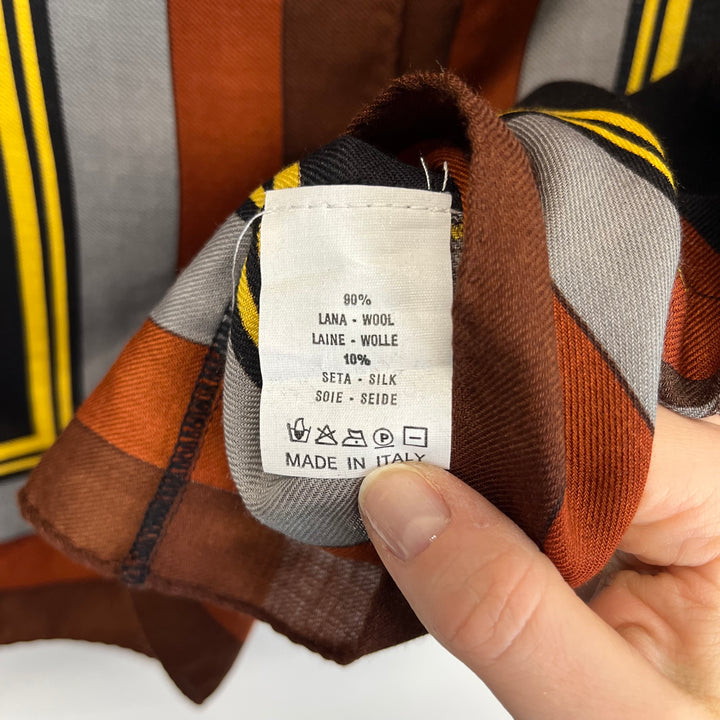 90%
LANA - WOOL
LAINE - WOLLE
10%
SETA - SILK
SOIE - SEIDE
P
MADE IN ITALY